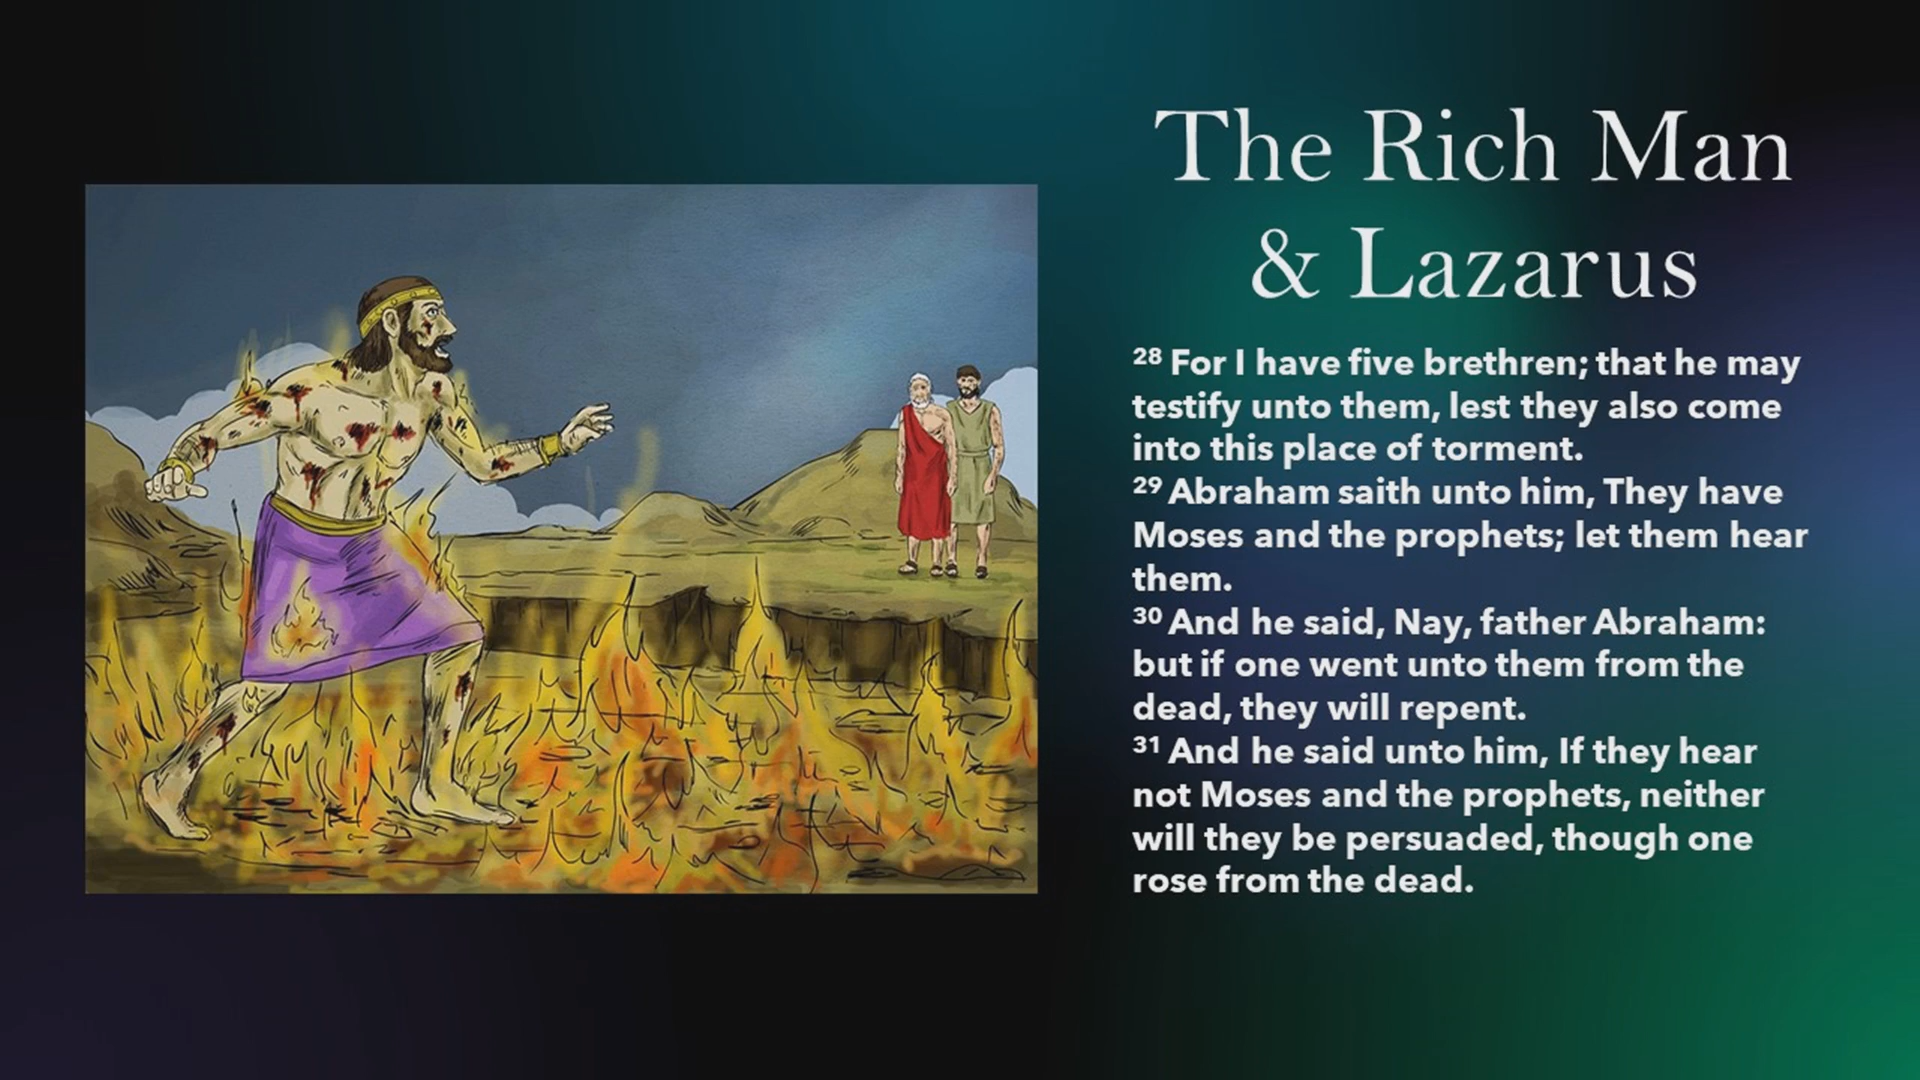 The Rich Man
& Lazarus
28 For I have five brethren; that he may
testify unto them, lest they also come
into this place of torment.
29 Abraham saith unto him, They have
Moses and the prophets; let them hear
them.
30 And he said, Nay, father Abraham:
but if one went unto them from the
dead, they will repent.
31 And he said unto him, If they hear
not Moses and the prophets, neither
will they be persuaded, though one
rose from the dead.